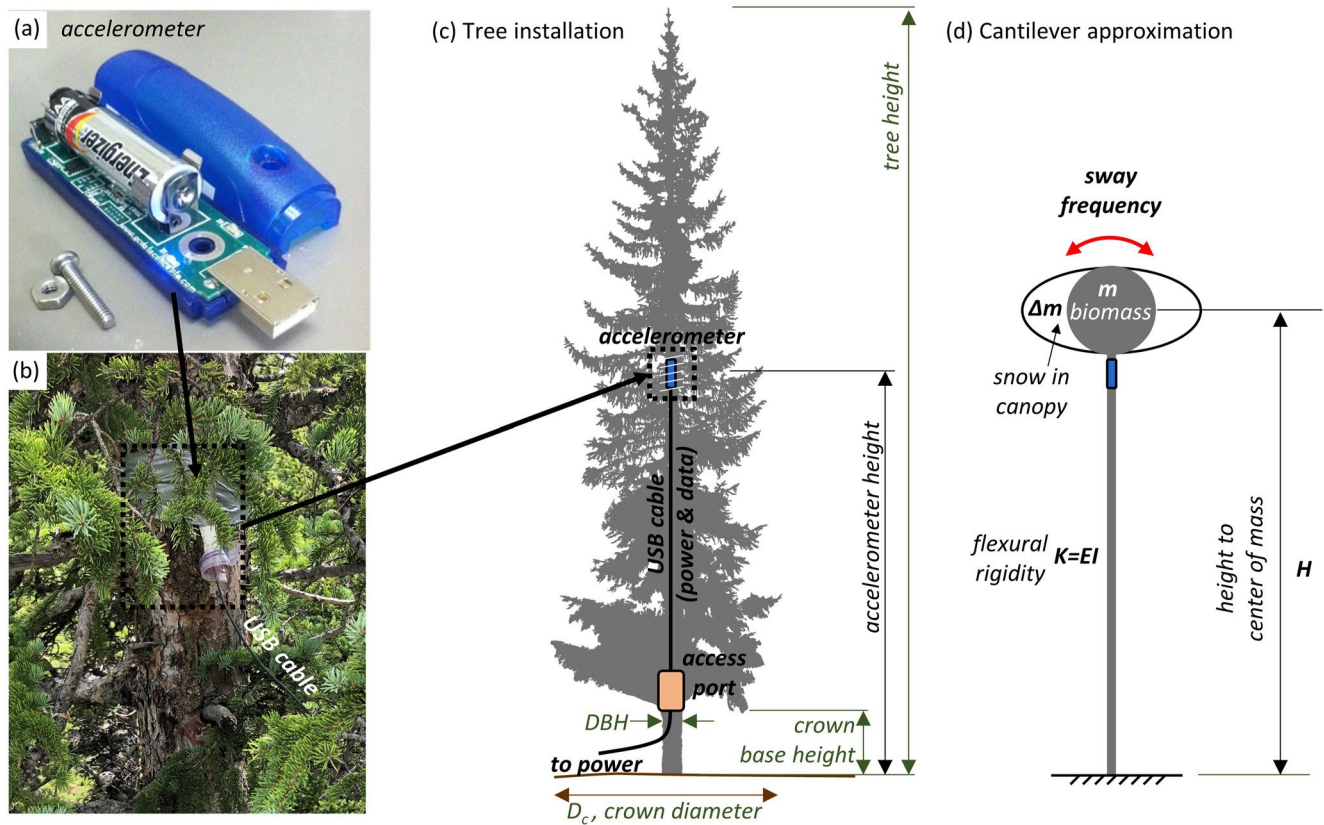 (a) accelerometer
AA
Energizer
(b)
USB cable
(c) Tree installation
tree height
accelerometer
accelerometer height
USB cable
(power & data)
access
port
DBH
crown
base height
to power
Dc, crown diameter
(d) Cantilever approximation
sway
frequency
m
Δm biomass
snow in
canopy
flexural
rigidity K=EI
height to
center of mass
H